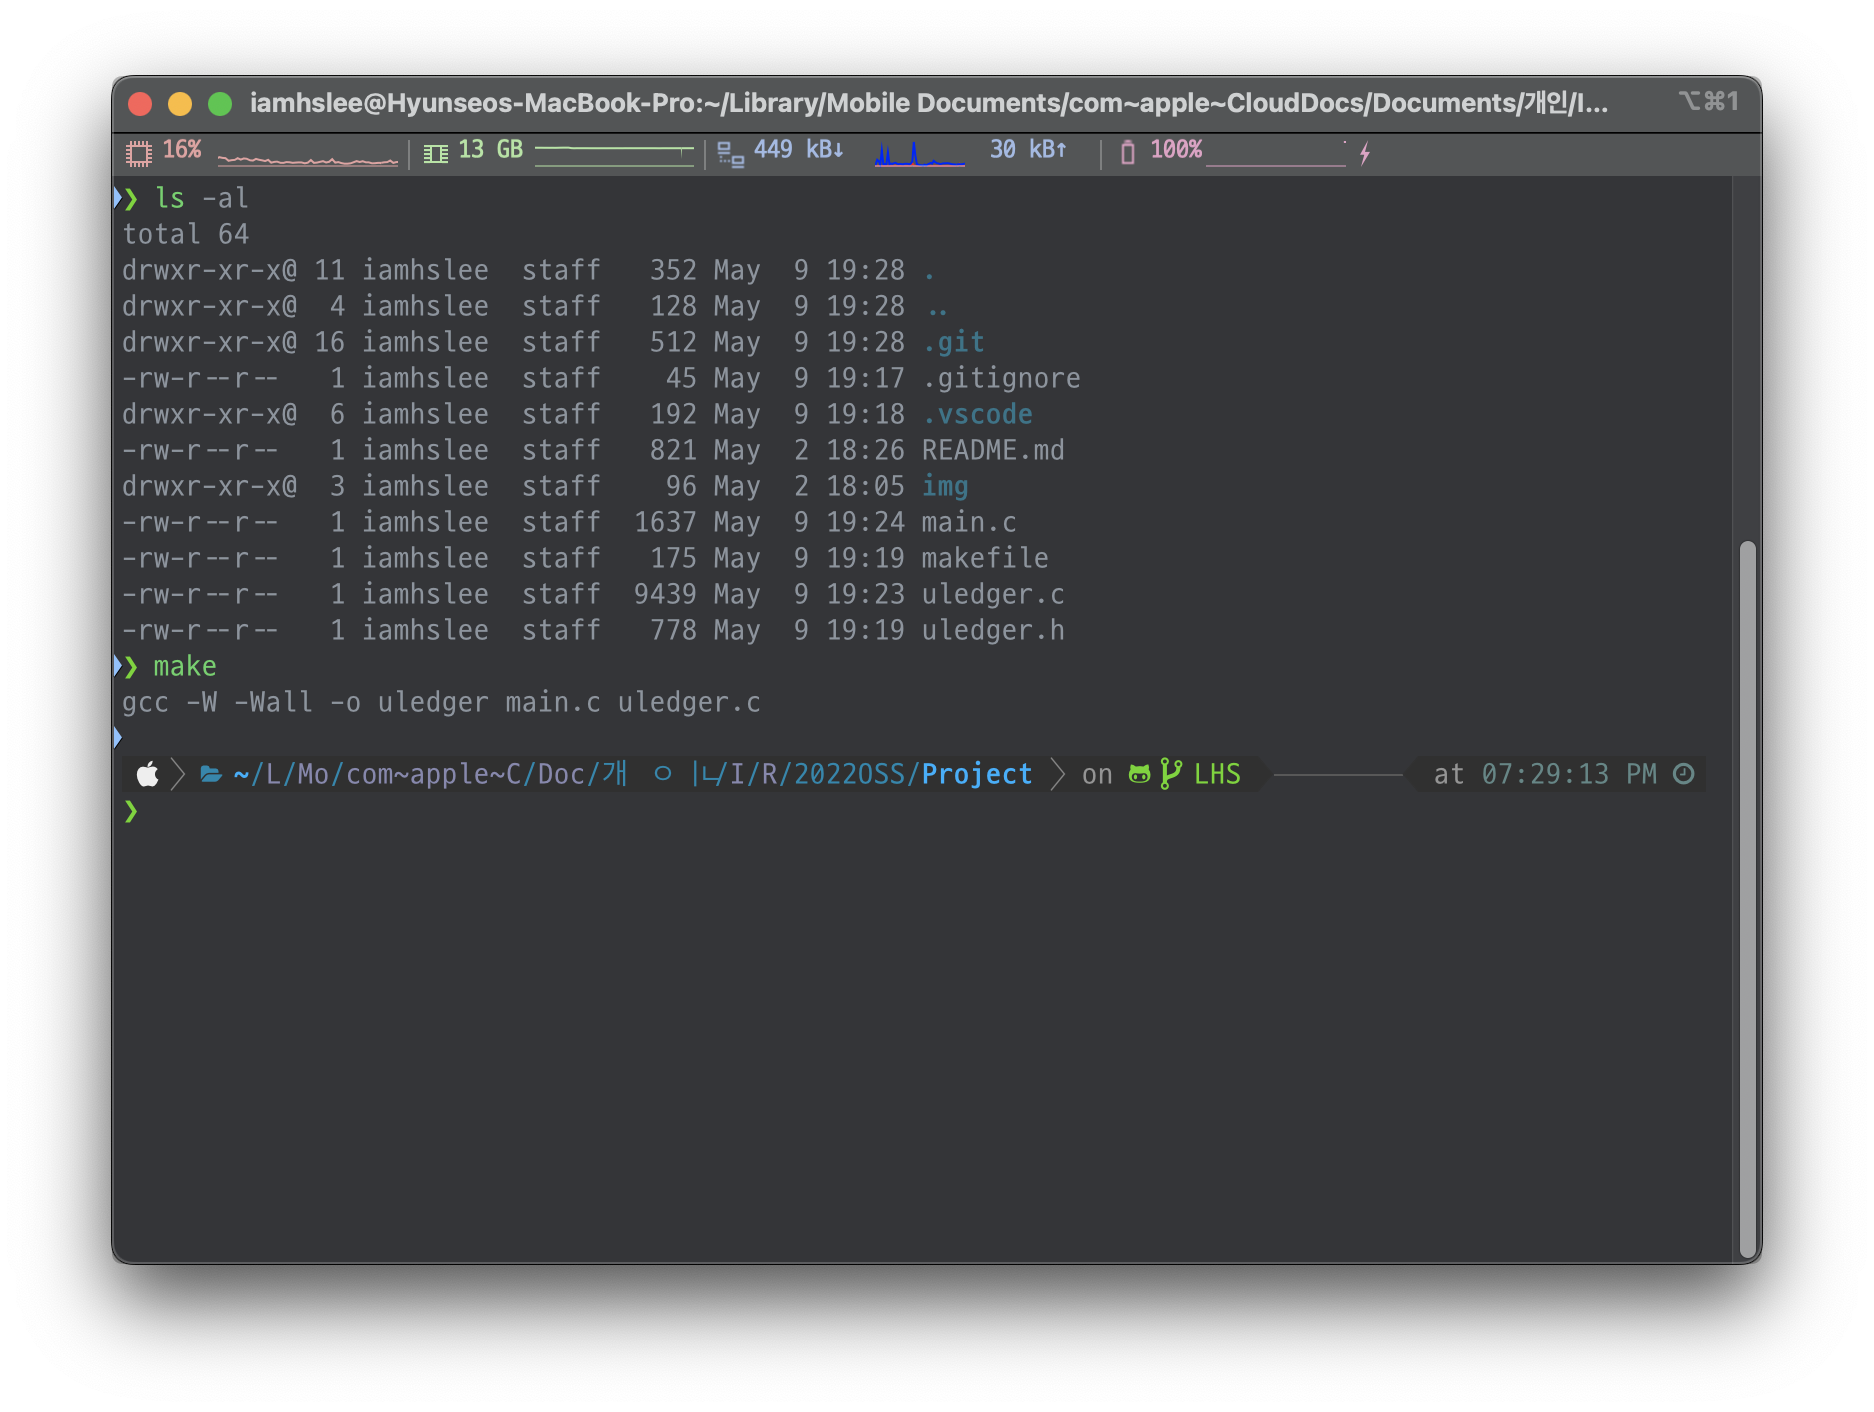 iamhslee@Hyunseos-MacBook-Pro:~/Library/Mobile Documents/com~apple~CloudDocs/Documents/개인/I... ⌥⌘1
16% 13 GB 449 kB↓ 30 kB↑ 100%
❯ ls -al
total 64
drwxr-xr-x@ 11 iamhslee  staff   352 May  9 19:28 .
drwxr-xr-x@  4 iamhslee  staff   128 May  9 19:28 ..
drwxr-xr-x@ 16 iamhslee  staff   512 May  9 19:28 .git
-rw-r--r--   1 iamhslee  staff    45 May  9 19:17 .gitignore
drwxr-xr-x@  6 iamhslee  staff   192 May  9 19:18 .vscode
-rw-r--r--   1 iamhslee  staff   821 May  2 18:26 README.md
drwxr-xr-x@  3 iamhslee  staff    96 May  2 18:05 img
-rw-r--r--   1 iamhslee  staff  1637 May  9 19:24 main.c
-rw-r--r--   1 iamhslee  staff   175 May  9 19:19 makefile
-rw-r--r--   1 iamhslee  staff  9439 May  9 19:23 uledger.c
-rw-r--r--   1 iamhslee  staff   778 May  9 19:19 uledger.h
❯ make
gcc -W -Wall -o uledger main.c uledger.c
~/L/Mo/com~apple~C/Doc/개 ㅇㅣㄴ/I/R/2022OSS/Project on LHS at 07:29:13 PM
❯